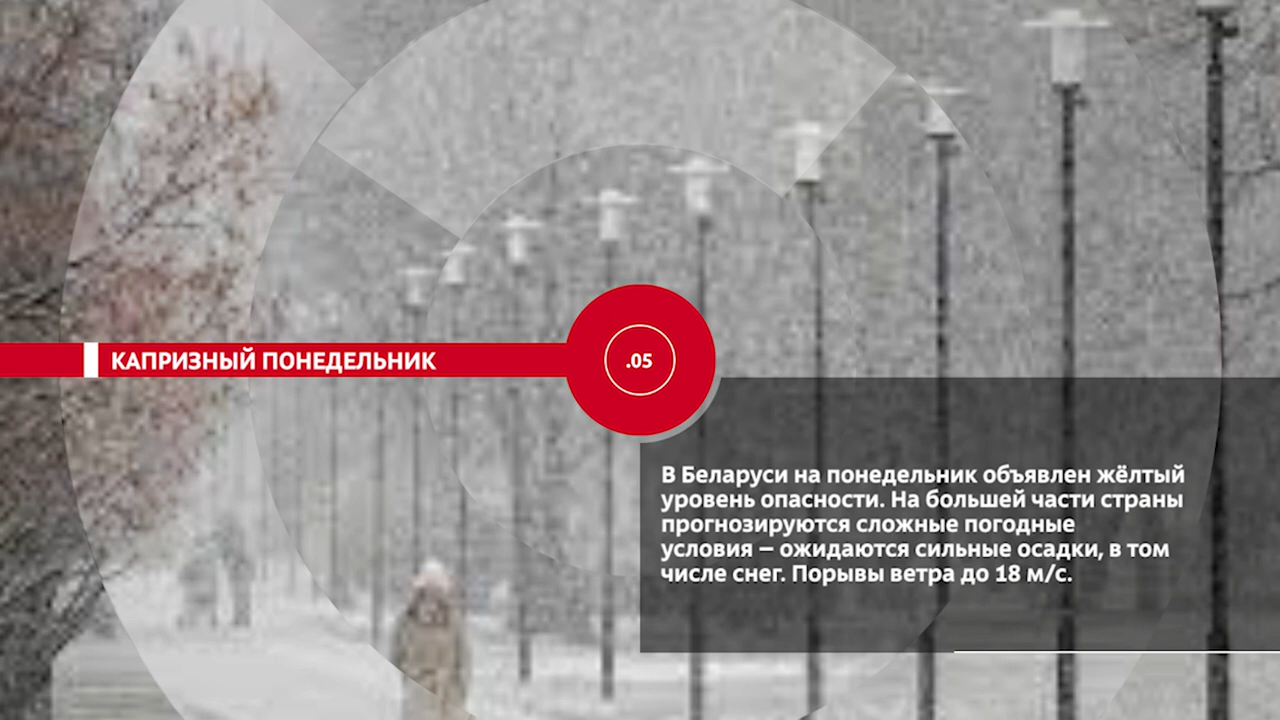 КАПРИЗНЫЙ ПОНЕДЕЛЬНИК
.05
В Беларуси на понедельник объявлен жёлтый
уровень опасности. На большей части страны
прогнозируются сложные погодные
условия – ожидаются сильные осадки, в том
числе снег. Порывы ветра до 18 м/с.